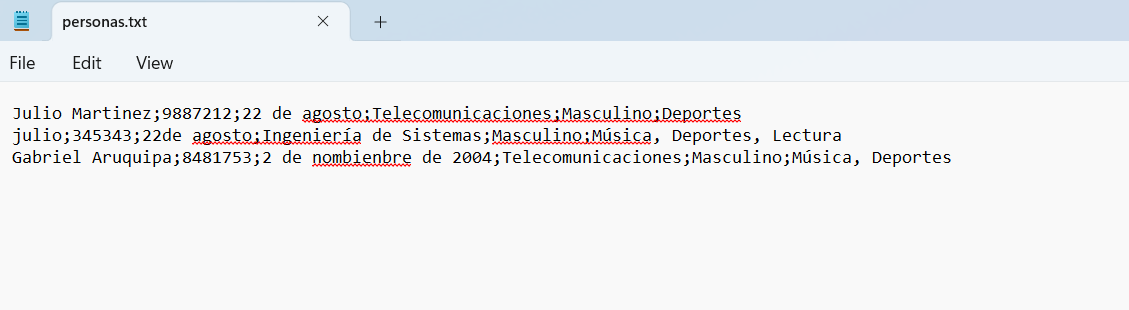 personas.txt
File Edit View
Julio Martinez;9887212;22 de agosto;Telecomunicaciones;Masculino;Deportes
julio;345343;22de agosto;Ingeniería de Sistemas;Masculino;Música, Deportes, Lectura
Gabriel Aruquipa;8481753;2 de nombienbre de 2004;Telecomunicaciones;Masculino;Música, Deportes